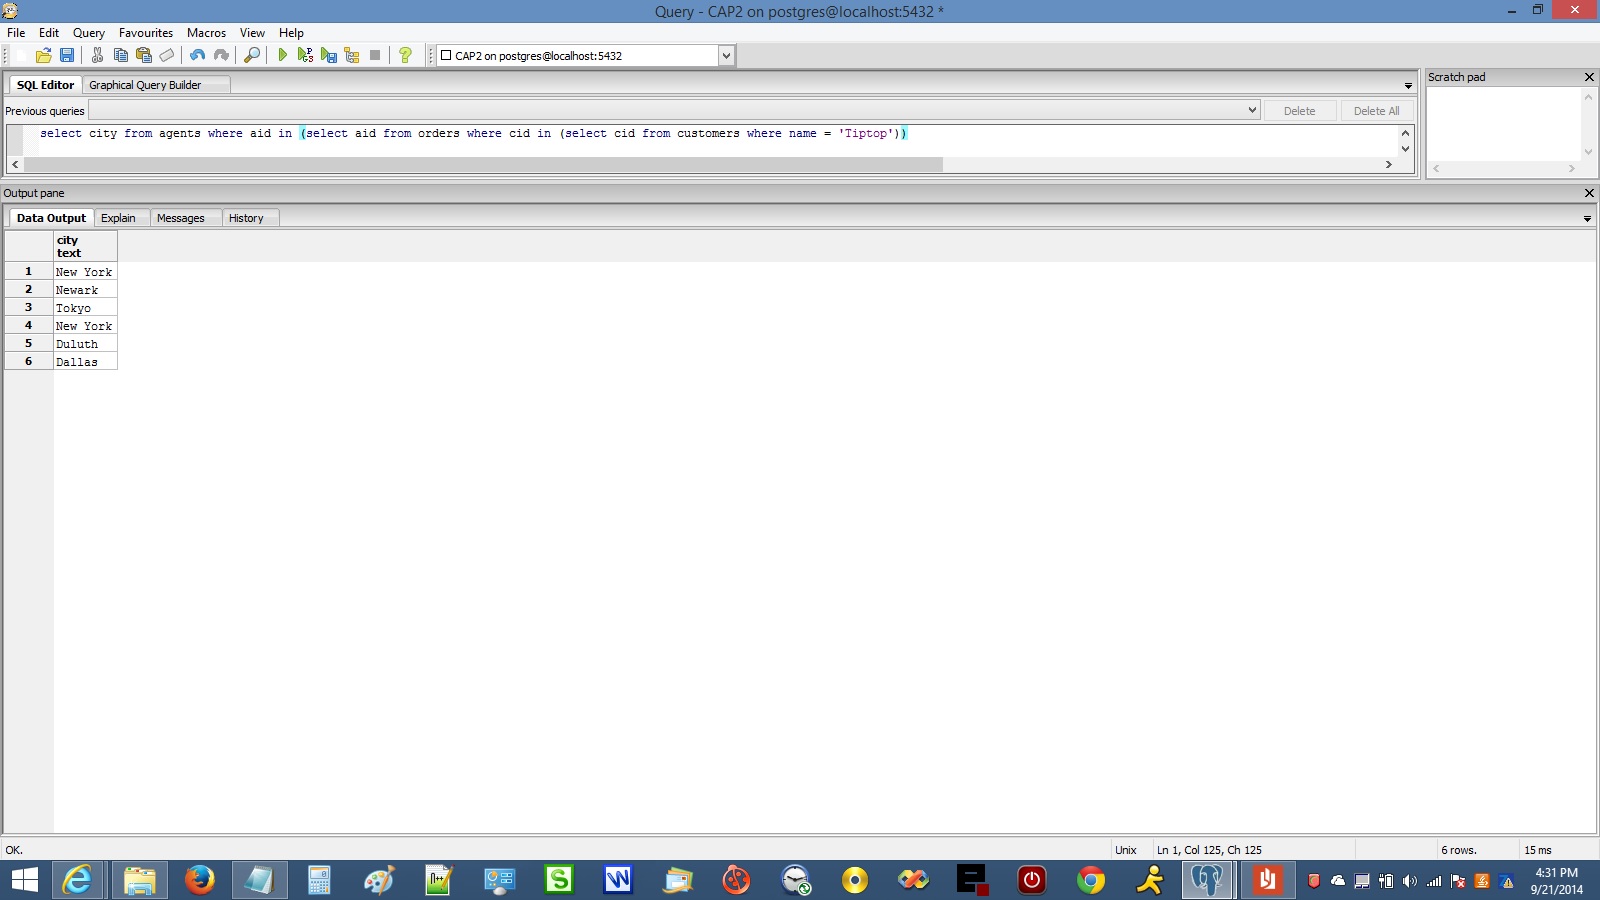 Query - CAP2 on postgres@localhost:5432 *
File Edit Query Favourites Macros View Help
CAP2 on postgres@localhost:5432
SQL Editor Graphical Query Builder
Scratch pad
Previous queries Delete Delete All
select city from agents where aid in (select aid from orders where cid in (select cid from customers where name = 'Tiptop'))
Output pane
Data Output Explain Messages History
city
text
1 New York
2 Newark
3 Tokyo
4 New York
5 Duluth
6 Dallas
OK. Unix Ln 1, Col 125, Ch 125 6 rows. 15 ms
4:31 PM
9/21/2014